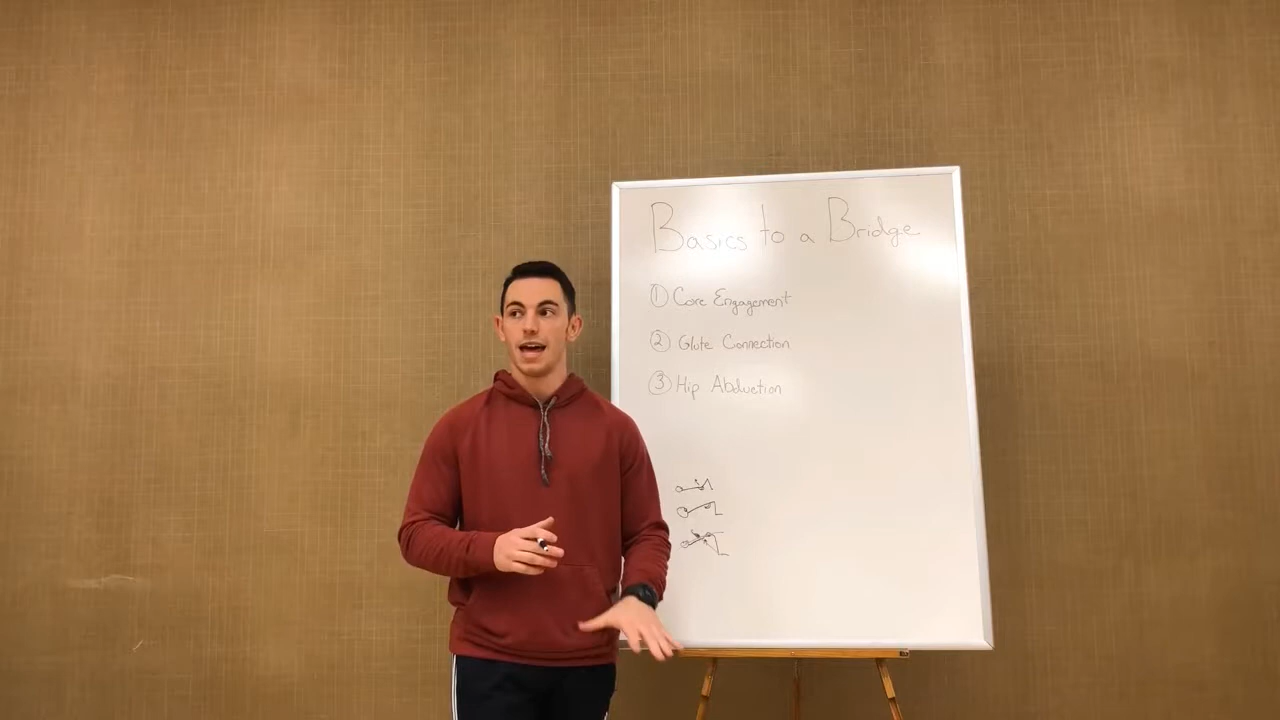 Basics to a Bridge
① Core Engagement
② Glute Connection
③ Hip Abduction